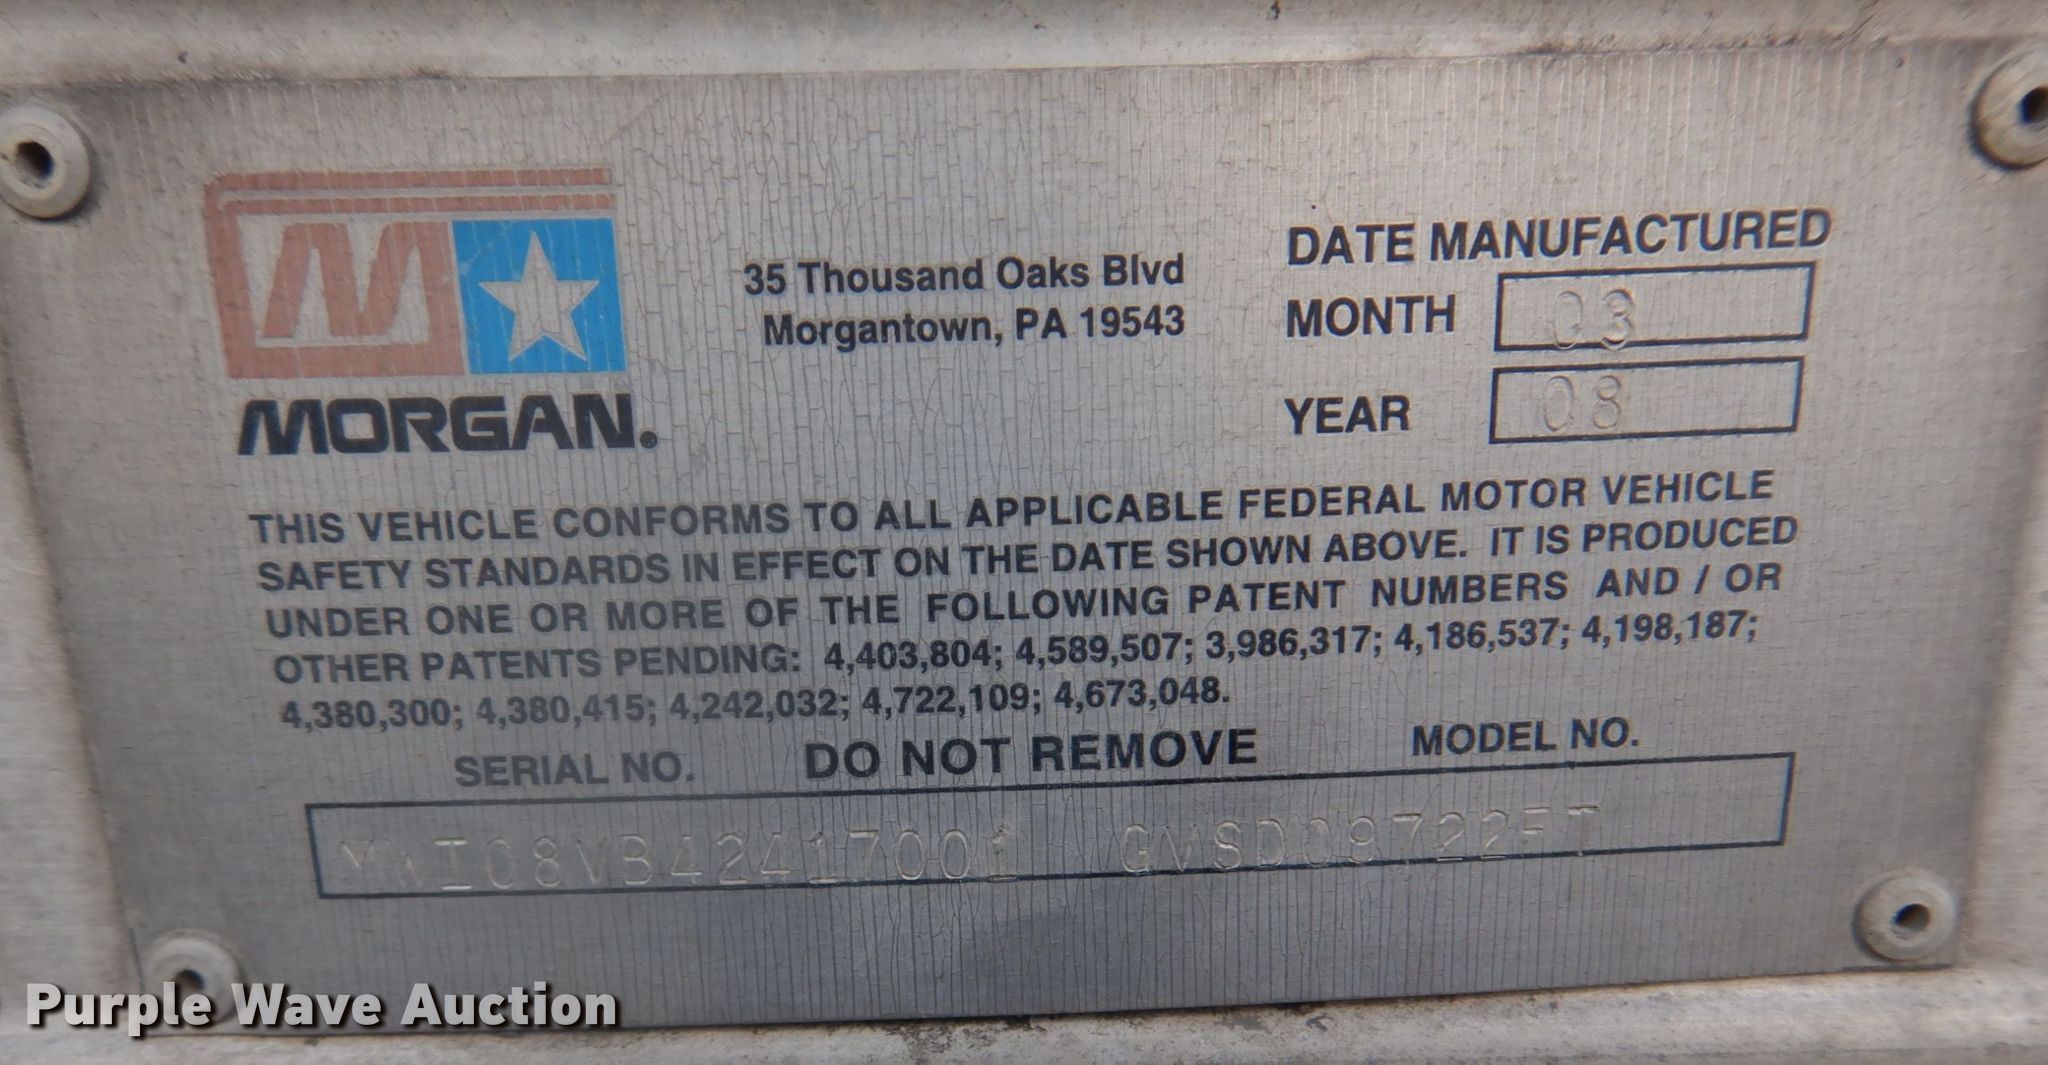 M
MORGAN®
35 Thousand Oaks Blvd
Morgantown, PA 19543
DATE MANUFACTURED
MONTH 03
YEAR 08
THIS VEHICLE CONFORMS TO ALL APPLICABLE FEDERAL MOTOR VEHICLE
SAFETY STANDARDS IN EFFECT ON THE DATE SHOWN ABOVE. IT IS PRODUCED
UNDER ONE OR MORE OF THE FOLLOWING PATENT NUMBERS AND / OR
OTHER PATENTS PENDING: 4,403,804; 4,589,507; 3,986,317; 4,186,537; 4,198,187;
4,380,300; 4,380,415; 4,242,032; 4,722,109; 4,673,048.
SERIAL NO. DO NOT REMOVE MODEL NO.
GVSD09722FT
Purple Wave Auction